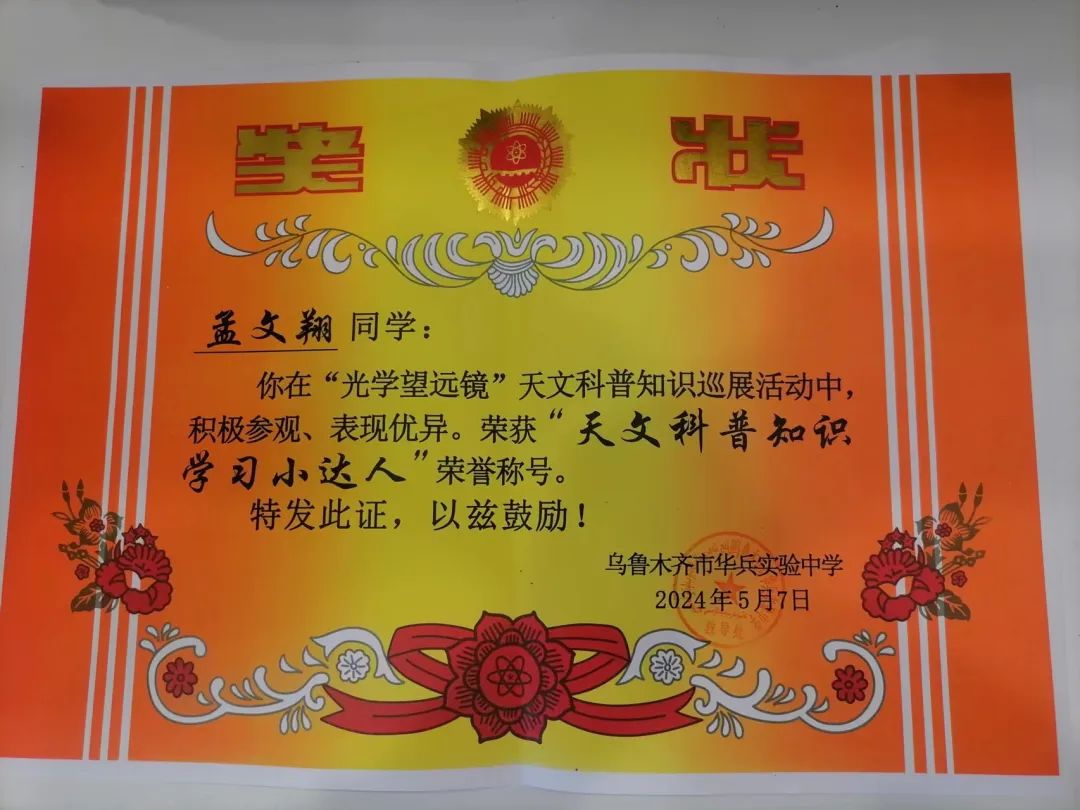 奖状
孟文翔 同学：
你在“光学望远镜”天文科普知识巡展活动中，
积极参观、表现优异。荣获“天文科普知识
学习小达人”荣誉称号。
特发此证，以兹鼓励！
乌鲁木齐市华兵实验中学
2024年5月7日
教导处